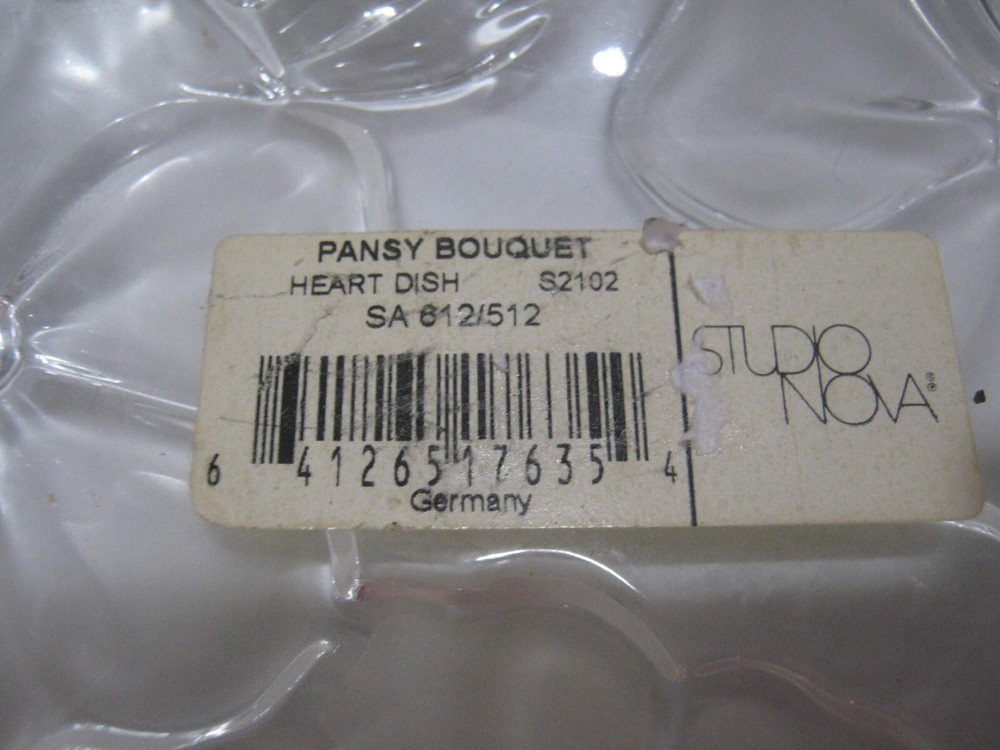 PANSY BOUQUET
HEART DISH S2102
SA 612/512
6 41265 17635 4
Germany
STUDIO
NOVA